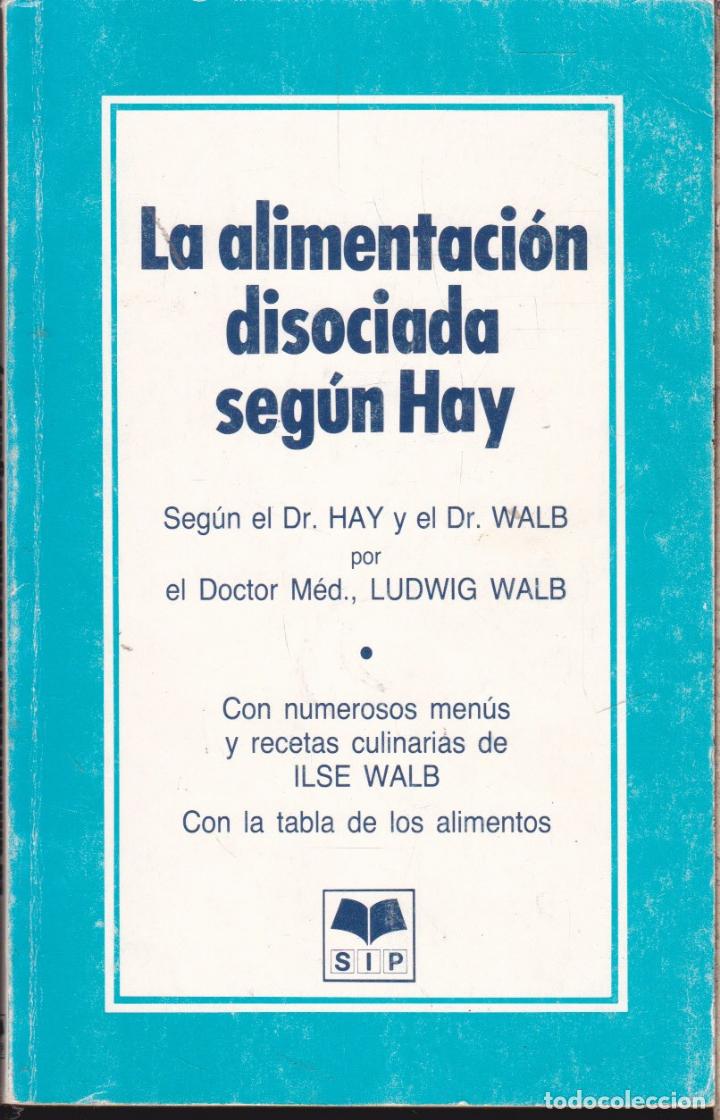 La alimentación
disociada
según Hay
Según el Dr. HAY y el Dr. WALB
por
el Doctor Méd., LUDWIG WALB
Con numerosos menús
y recetas culinarias de
ILSE WALB
Con la tabla de los alimentos
SIP
todocoleccion